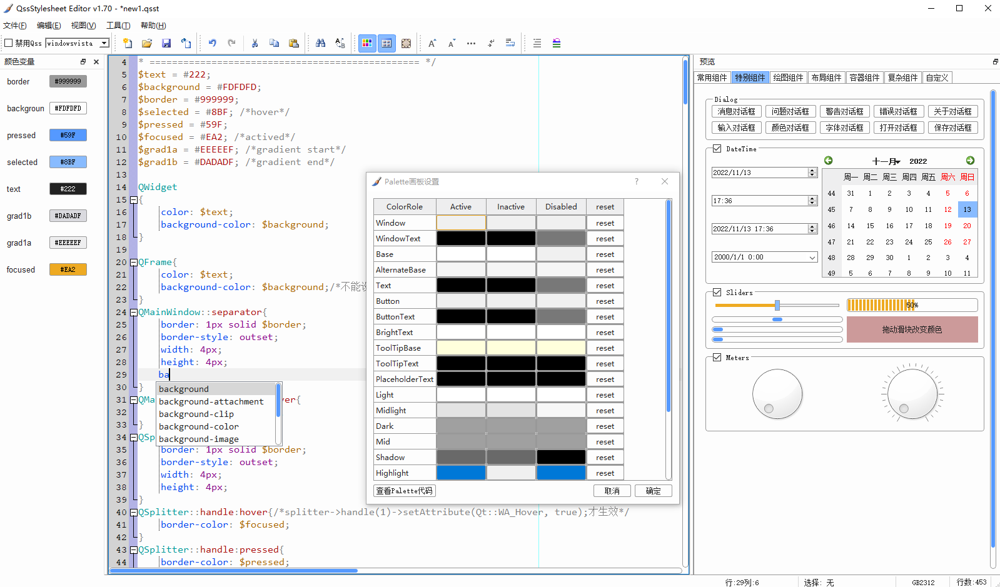 QssStylesheet Editor v1.70 - *new1.qsst
文件(F) 编辑(E) 视图(V) 工具(T) 帮助(H)
禁用Qss windowsvista
颜色变量
border #999999
backgroun #FDFDFD
pressed #59F
selected #8BF
text #222
grad1b #DADADF
grad1a #EEEEEF
focused #EA2
4 * ================================================ */
5 $text = #222;
6 $background = #FDFDFD;
7 $border = #999999;
8 $selected = #8BF; /*hover*/
9 $pressed = #59F;
10 $focused = #EA2; /*actived*/
11 $grad1a = #EEEEEF; /*gradient start*/
12 $grad1b = #DADADF; /*gradient end*/
13
14 QWidget
15 {
16 color: $text;
17 background-color: $background;
18 }
19
20 QFrame{
21 color: $text;
22 background-color: $background;/*不能设
23 }
24 QMainWindow::separator{
25 border: 1px solid $border;
26 border-style: outset;
27 width: 4px;
28 height: 4px;
29 ba
30 }
31 QMa ver{
32
33 }
34 QSp
35 border: 1px solid $border;
36 border-style: outset;
37 width: 4px;
38 height: 4px;
39 }
40 QSplitter::handle:hover{/*splitter->handle(1)->setAttribute(Qt::WA_Hover, true);才生效*/
41 border-color: $focused;
42 }
43 QSplitter::handle:pressed{
44 border-color: $pressed;
background
background-attachment
background-clip
background-color
background-image
Palette画板设置 ?
ColorRole Active Inactive Disabled reset
Window reset
WindowText reset
Base reset
AlternateBase reset
Text reset
Button reset
ButtonText reset
BrightText reset
ToolTipBase reset
ToolTipText reset
PlaceholderText reset
Light reset
Midlight reset
Dark reset
Mid reset
Shadow reset
Highlight reset
查看Palette代码 取消 确定
预览
常用组件 特别组件 绘图组件 布局组件 容器组件 复杂组件 自定义
Dialog
消息对话框 问题对话框 警告对话框 错误对话框 关于对话框
输入对话框 颜色对话框 字体对话框 打开对话框 保存对话框
DateTime
2022/11/13
17:36
2022/11/13 17:36
2000/1/1 0:00
十一月 2022
周一 周二 周三 周四 周五 周六 周日
44 31 1 2 3 4 5 6
45 7 8 9 10 11 12 13
46 14 15 16 17 18 19 20
47 21 22 23 24 25 26 27
48 28 29 30 1 2 3 4
49 5 6 7 8 9 10 11
Sliders
50%
拖动滑块改变颜色
Meters
行:29列:6 选择: 无 GB2312 行数:453